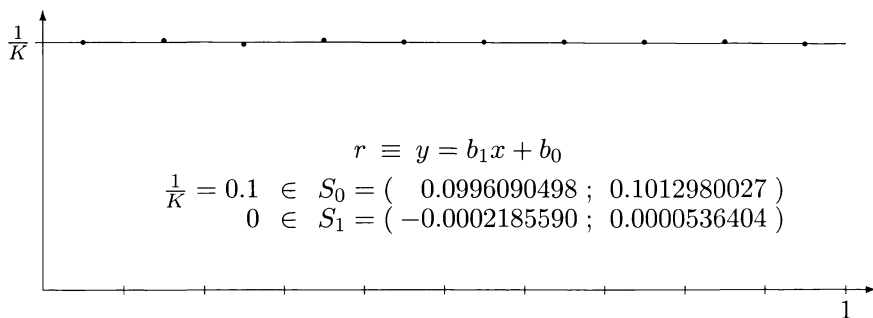 1/K
r ≡ y = b₁x + b₀
1/K = 0.1 ∈ S₀ = ( 0.0996090498 ; 0.1012980027 )
0 ∈ S₁ = ( −0.0002185590 ; 0.0000536404 )
1